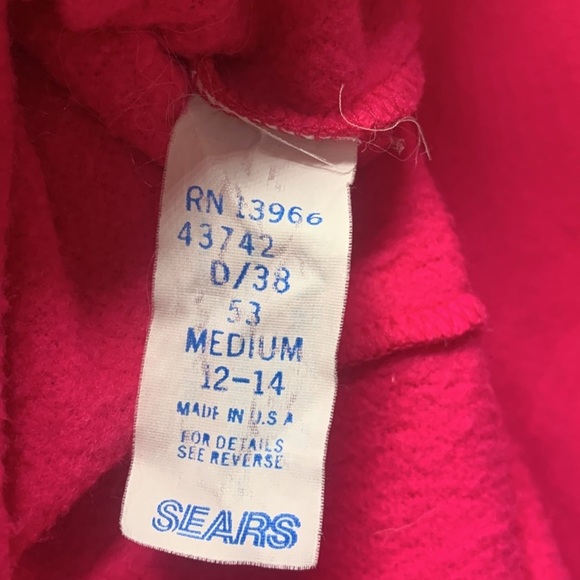 RN 13966
43742
D/38
53
MEDIUM
12-14
MADE IN U.S A
FOR DETAILS
SEE REVERSE
SEARS